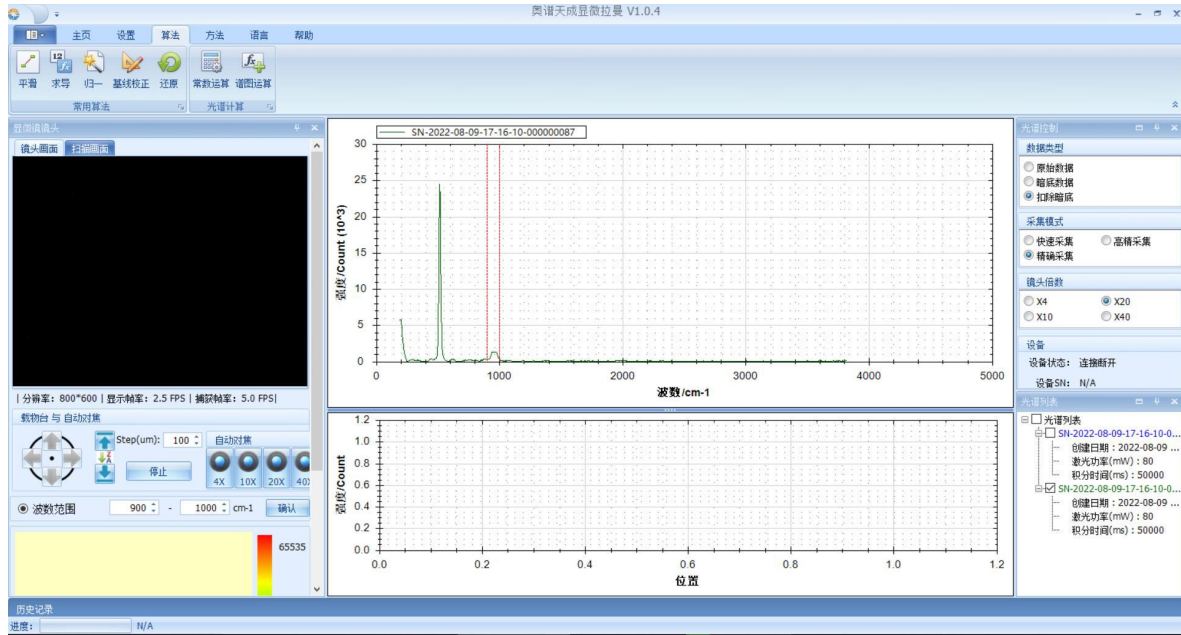 奥谱天成显微拉曼 V1.0.4
主页 设置 算法 方法 语言 帮助
平滑 求导 归一 基线校正 还原 常数运算 谱图运算
常用算法 光谱计算
显微镜镜头
镜头画面 扫描画面
|分辨率: 800*600|显示帧率: 2.5 FPS|捕获帧率: 5.0 FPS|
载物台 与 自动对焦
Step(um): 100 自动对焦
停止
4X 10X 20X 40X
波数范围 900 - 1000 cm-1 确认
65535
SN-2022-08-09-17-16-10-000000087
强度/Count (10^3)
30
25
20
15
10
5
0
0 1000 2000 3000 4000 5000
波数/cm-1
强度/Count
1.2
1.0
0.8
0.6
0.4
0.2
0.0
0.0 0.2 0.4 0.6 0.8 1.0 1.2
位置
光谱控制
数据类型
原始数据
暗底数据
扣除暗底
采集模式
快速采集 高精采集
精确采集
镜头倍数
X4 X20
X10 X40
设备
设备状态: 连接断开
设备SN: N/A
光谱列表
光谱列表
SN-2022-08-09-17-16-10-0...
创建日期：2022-08-09 ...
激光功率(mW)：80
积分时间(ms)：50000
SN-2022-08-09-17-16-10-0...
创建日期：2022-08-09 ...
激光功率(mW)：80
积分时间(ms)：50000
历史记录
进度: N/A